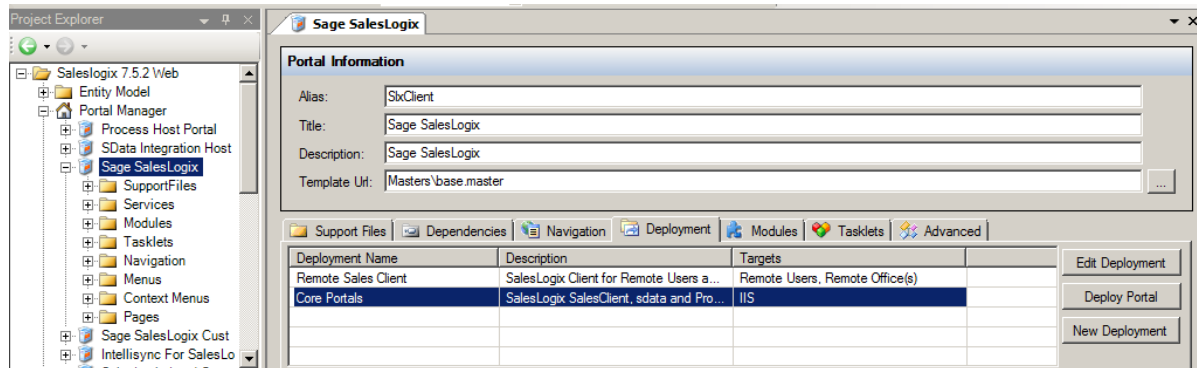 Project Explorer
Saleslogix 7.5.2 Web
Entity Model
Portal Manager
Process Host Portal
SData Integration Host
Sage SalesLogix
SupportFiles
Services
Modules
Tasklets
Navigation
Menus
Context Menus
Pages
Sage SalesLogix Cust
Intellisync For SalesLo
Sage SalesLogix
Portal Information
Alias: SlxClient
Title: Sage SalesLogix
Description: Sage SalesLogix
Template Url: Masters\base.master ...
Support Files Dependencies Navigation Deployment Modules Tasklets Advanced
Deployment Name Description Targets
Remote Sales Client SalesLogix Client for Remote Users a... Remote Users, Remote Office(s)
Core Portals SalesLogix SalesClient, sdata and Pro... IIS
Edit Deployment
Deploy Portal
New Deployment